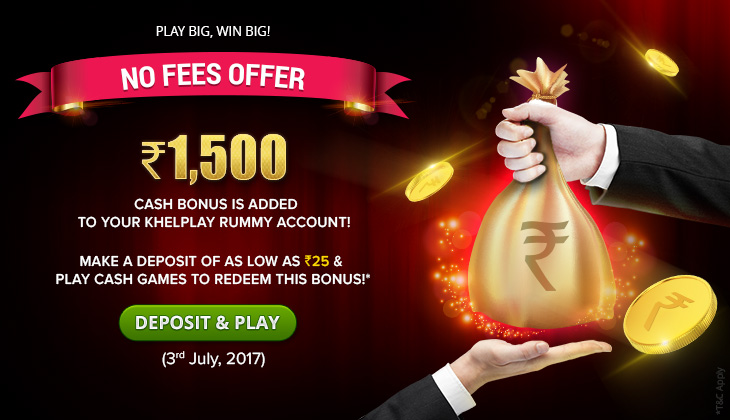 PLAY BIG, WIN BIG!
NO FEES OFFER
₹1,500
CASH BONUS IS ADDED
TO YOUR KHELPLAY RUMMY ACCOUNT!
MAKE A DEPOSIT OF AS LOW AS ₹25 &
PLAY CASH GAMES TO REDEEM THIS BONUS!*
DEPOSIT & PLAY
(3rd July, 2017)
₹
₹
₹
₹
*T&C Apply